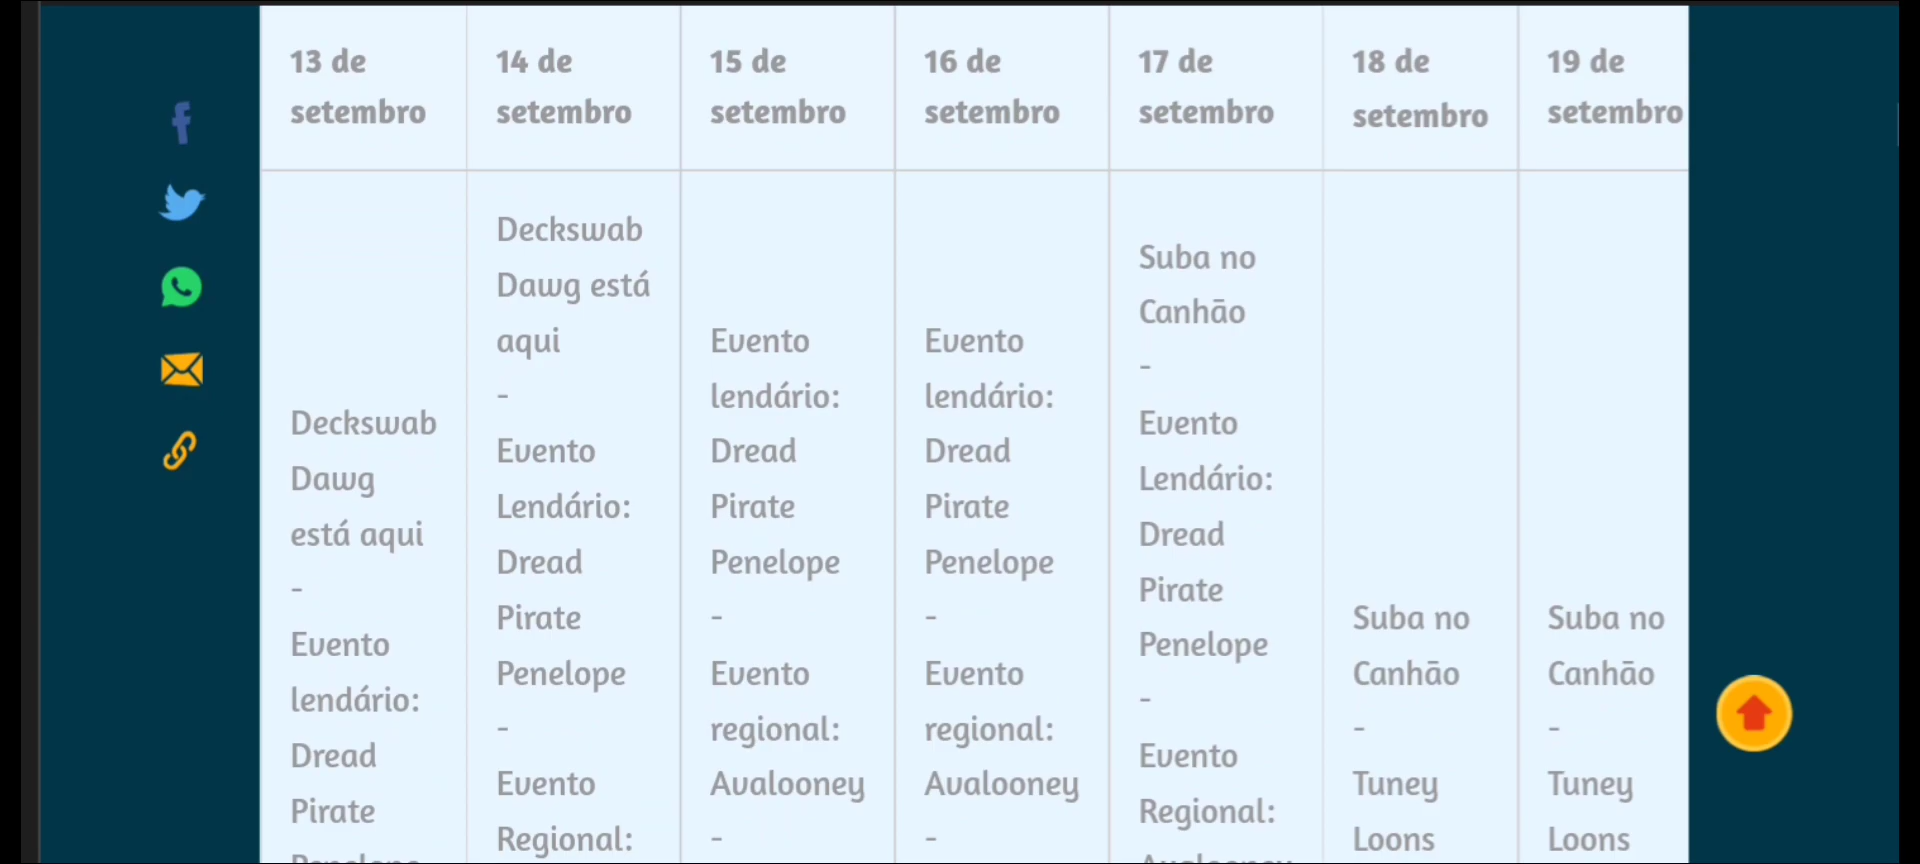 13 de
setembro
14 de
setembro
15 de
setembro
16 de
setembro
17 de
setembro
18 de
setembro
19 de
setembro
Deckswab
Dawg
está aqui
-
Evento
lendário:
Dread
Pirate
Penelope
Deckswab
Dawg está
aqui
-
Evento
Lendário:
Dread
Pirate
Penelope
-
Evento
Regional:
Evento
lendário:
Dread
Pirate
Penelope
-
Evento
regional:
Avalooney
-
Evento
lendário:
Dread
Pirate
Penelope
-
Evento
regional:
Avalooney
-
Suba no
Canhão
-
Evento
Lendário:
Dread
Pirate
Penelope
-
Evento
Regional:
Avalooney
Suba no
Canhão
-
Tuney
Loons
Suba no
Canhão
-
Tuney
Loons